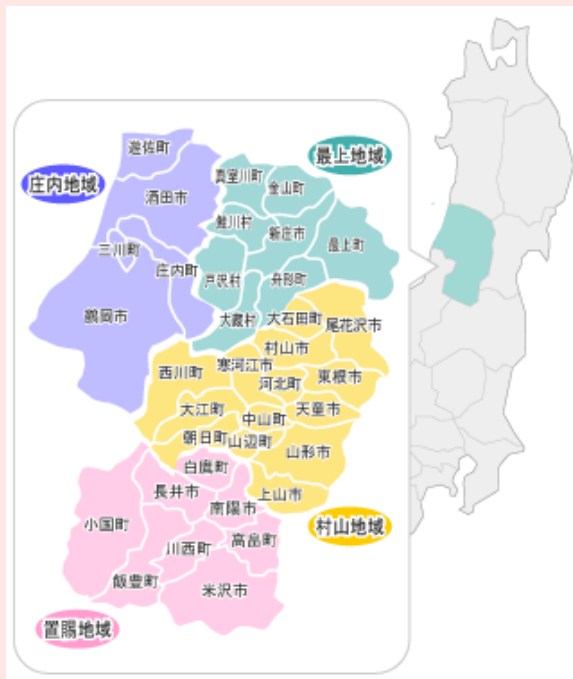 遊佐町
最上地域
真室川町
庄内地域
金山町
酒田市
鮭川村
新庄市
最上町
三川町
庄内町
戸沢村
舟形町
鶴岡市
大蔵村
大石田町
尾花沢市
村山市
寒河江市
西川町
河北町
東根市
大江町
天童市
中山町
朝日町
山辺町
山形市
白鷹町
長井市
上山市
南陽市
小国町
村山地域
高畠町
川西町
飯豊町
米沢市
置賜地域